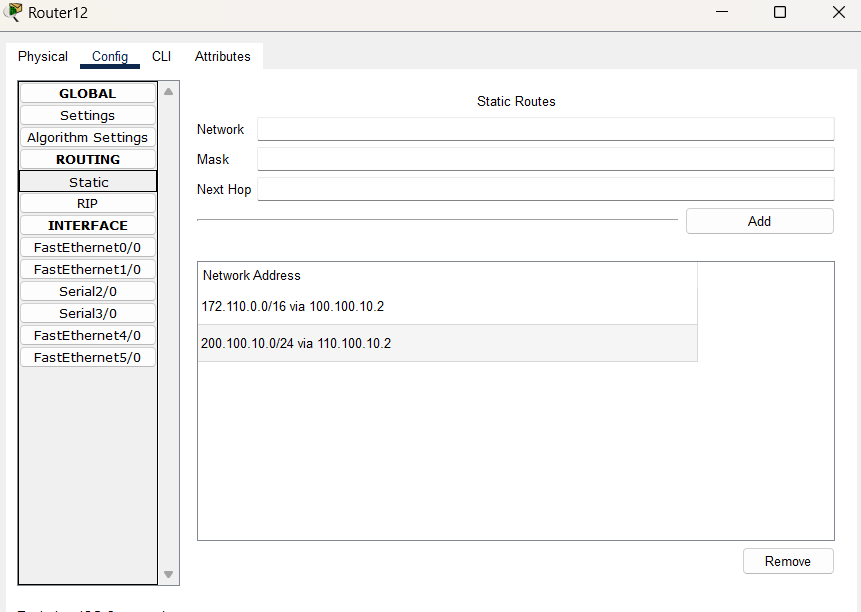 Router12
Physical Config CLI Attributes
GLOBAL
Settings
Algorithm Settings
ROUTING
Static
RIP
INTERFACE
FastEthernet0/0
FastEthernet1/0
Serial2/0
Serial3/0
FastEthernet4/0
FastEthernet5/0
Static Routes
Network
Mask
Next Hop
Add
Network Address
172.110.0.0/16 via 100.100.10.2
200.100.10.0/24 via 110.100.10.2
Remove